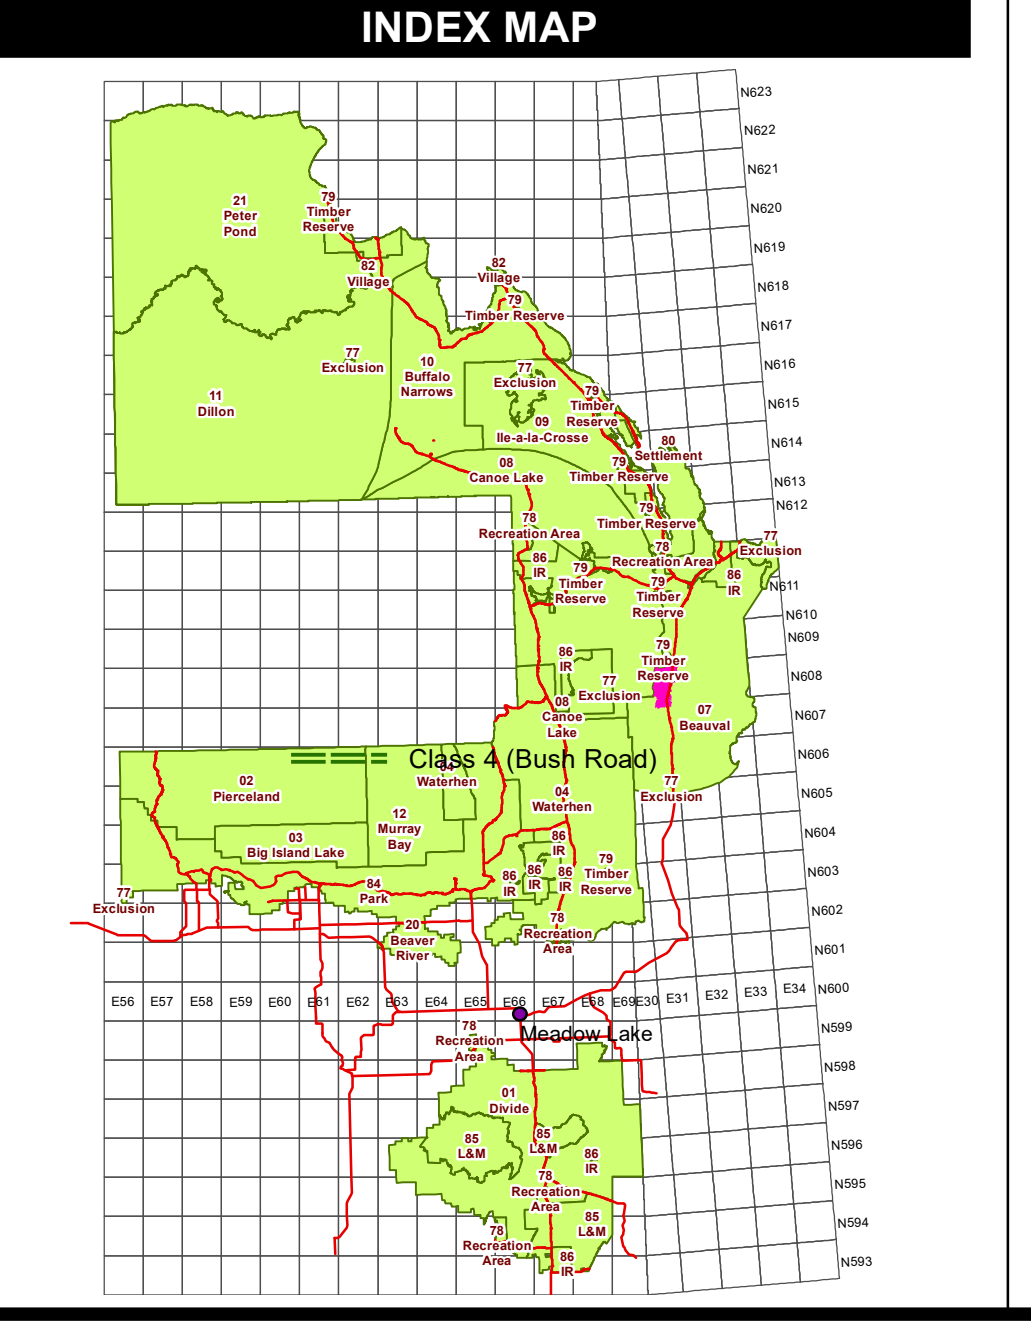 INDEX MAP
N623
N622
N621
N620
N619
N618
N617
N616
N615
N614
N613
N612
N611
N610
N609
N608
N607
N606
N605
N604
N603
N602
N601
N600
N599
N598
N597
N596
N595
N594
N593
21
Peter
Pond
79
Timber
Reserve
82
Village
82
Village
79
Timber Reserve
77
Exclusion
10
Buffalo
Narrows
77
Exclusion
11
Dillon
79
Timber
Reserve
09
Ile-a-la-Crosse
80
Settlement
08
Canoe Lake
79
Timber Reserve
79
Timber Reserve
78
Recreation Area
77
Exclusion
78
Recreation Area
86
IR
79
Timber
Reserve
79
Timber
Reserve
86
IR
86
IR
79
Timber
Reserve
77
Exclusion
08
Canoe
Lake
07
Beauval
Class 4 (Bush Road)
04
Waterhen
02
Pierceland
77
Exclusion
04
Waterhen
12
Murray
Bay
03
Big Island Lake
86
IR
79
Timber
Reserve
86
IR
86
IR
86
IR
84
Park
77
Exclusion
78
Recreation
Area
20
Beaver
River
E56 E57 E58 E59 E60 E61 E62 E63 E64 E65 E66 E67 E68 E69 E30 E31 E32 E33 E34
Meadow Lake
78
Recreation
Area
01
Divide
85
L&M
85
L&M
86
IR
78
Recreation
Area
85
L&M
78
Recreation
Area
86
IR